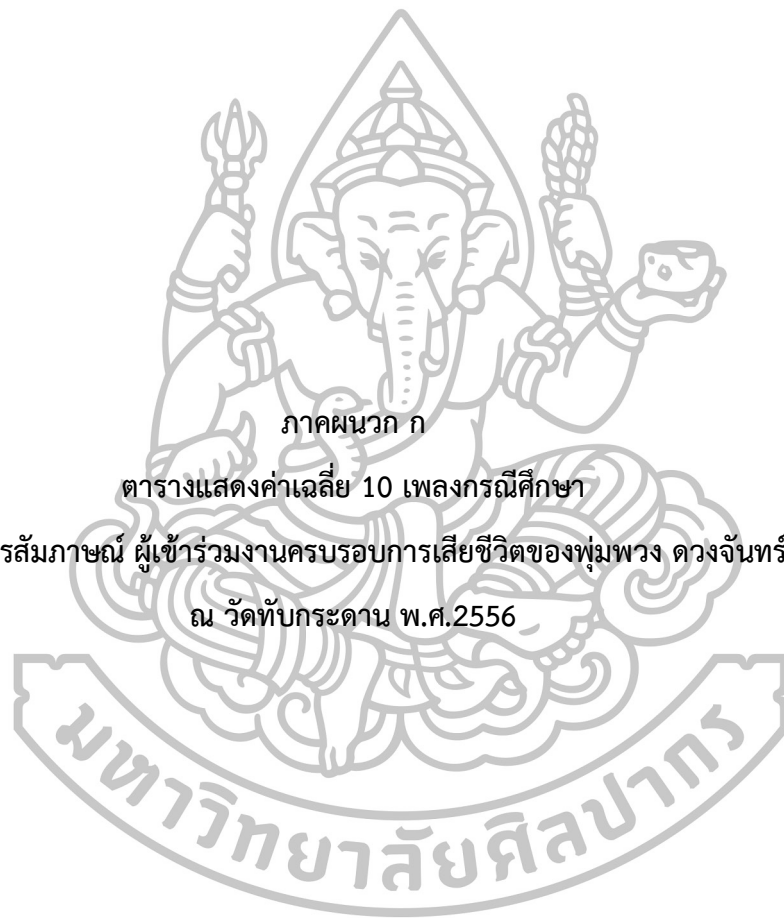 ภาคผนวก ก
ตารางแสดงค่าเฉลี่ย 10 เพลงกรณีศึกษา
รสัมภาษณ์ ผู้เข้าร่วมงานครบรอบการเสียชีวิตของพุ่มพวง ดวงจันทร์
ณ วัดทับกระดาน พ.ศ.2556
มหาวิทยาลัยศิลปากร